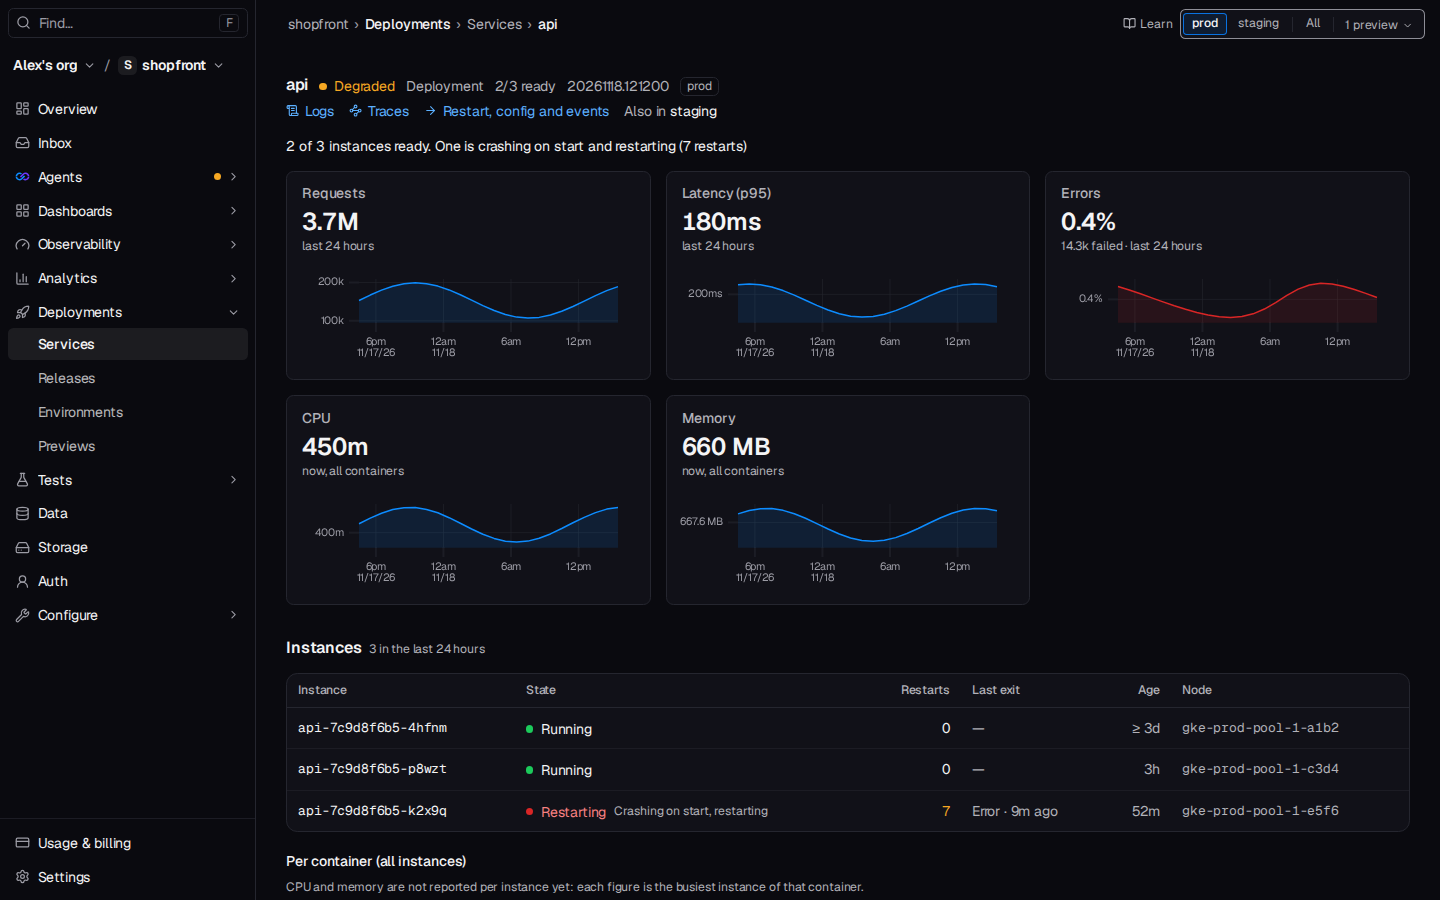 Find...
F
Alex's org / S shopfront
Overview
Inbox
Agents
Dashboards
Observability
Analytics
Deployments
Services
Releases
Environments
Previews
Tests
Data
Storage
Auth
Configure
Usage & billing
Settings
shopfront › Deployments › Services › api
Learn
prod staging All 1 preview
api Degraded Deployment 2/3 ready 20261118.121200 prod
Logs Traces Restart, config and events Also in staging
2 of 3 instances ready. One is crashing on start and restarting (7 restarts)
Requests
3.7M
last 24 hours
200k
100k
6pm 12am 6am 12pm
11/17/26 11/18
Latency (p95)
180ms
last 24 hours
200ms
6pm 12am 6am 12pm
11/17/26 11/18
Errors
0.4%
14.3k failed · last 24 hours
0.4%
6pm 12am 6am 12pm
11/17/26 11/18
CPU
450m
now, all containers
400m
6pm 12am 6am 12pm
11/17/26 11/18
Memory
660 MB
now, all containers
667.6 MB
6pm 12am 6am 12pm
11/17/26 11/18
Instances 3 in the last 24 hours
Instance State Restarts Last exit Age Node
api-7c9d8f6b5-4hfnm Running 0 — ≥ 3d gke-prod-pool-1-a1b2
api-7c9d8f6b5-p8wzt Running 0 — 3h gke-prod-pool-1-c3d4
api-7c9d8f6b5-k2x9q Restarting Crashing on start, restarting 7 Error · 9m ago 52m gke-prod-pool-1-e5f6
Per container (all instances)
CPU and memory are not reported per instance yet: each figure is the busiest instance of that container.